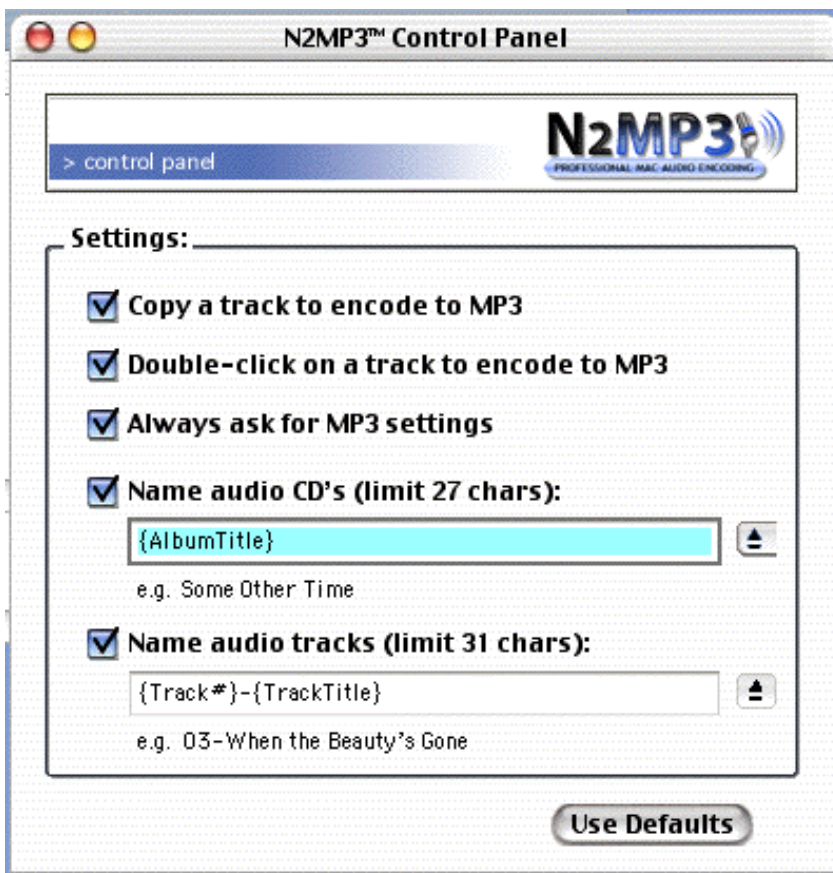 N2MP3™ Control Panel
N2MP3
> control panel
PROFESSIONAL MAC AUDIO ENCODING
Settings:
Copy a track to encode to MP3
Double-click on a track to encode to MP3
Always ask for MP3 settings
Name audio CD's (limit 27 chars):
{AlbumTitle}
e.g. Some Other Time
Name audio tracks (limit 31 chars):
{Track#}-{TrackTitle}
e.g. 03-When the Beauty's Gone
Use Defaults